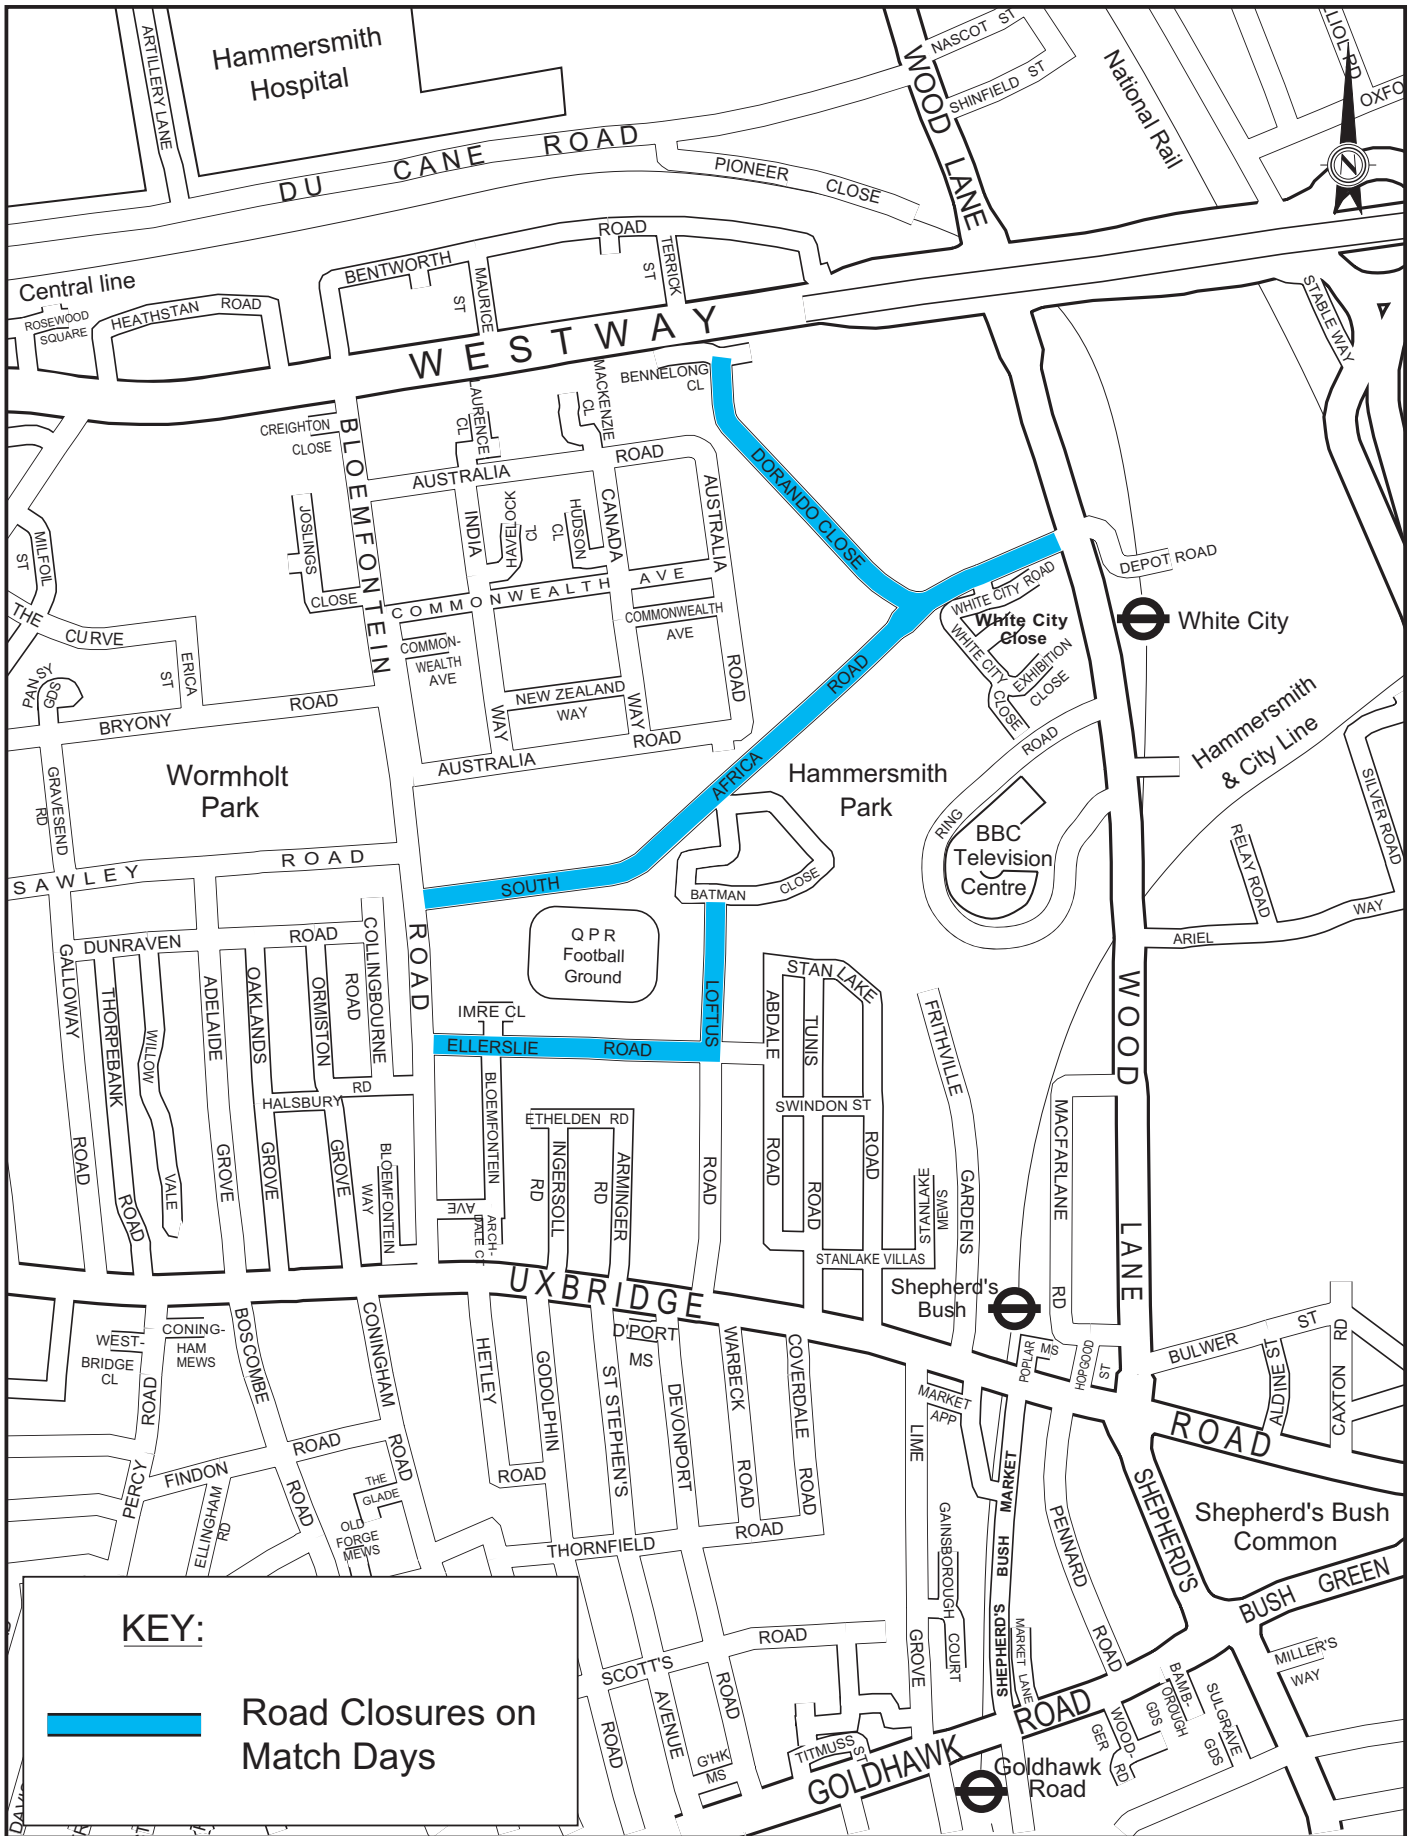 Hammersmith
Hospital
ARTILLERY LANE
DU CANE ROAD
PIONEER CLOSE
WOOD LANE
NASCOT ST
SHINFIELD ST
National Rail
OXFO
N
Central line
ROSEWOOD
SQUARE
HEATHSTAN ROAD
BENTWORTH ROAD
MAURICE
ST
TERRICK
ST
WESTWAY
STABLE WAY
BENNELONG
CL
MACKENZIE
CL
LAURENCE
CL
CREIGHTON
CLOSE
BLOEMFONTEIN
ROAD
AUSTRALIA ROAD
AUSTRALIA
ROAD
INDIA
WAY
HAVELOCK
CL
HUDSON
CL
CANADA
WAY
JOSLINGS
CLOSE
COMMONWEALTH AVE
COMMONWEALTH
AVE
COMMON-
WEALTH
AVE
NEW ZEALAND
WAY
AUSTRALIA ROAD
DORANDO CLOSE
WHITE CITY ROAD
White City
Close
WHITE CITY
CLOSE
EXHIBITION
CLOSE
DEPOT ROAD
White City
MILFOIL
ST
THE CURVE
ERICA
ST
PANSY
GDS
BRYONY ROAD
GRAVESEND
RD
Wormholt
Park
SAWLEY ROAD
SOUTH AFRICA ROAD
Hammersmith
Park
RING ROAD
BBC
Television
Centre
Hammersmith
& City Line
RELAY ROAD
SILVER ROAD
ARIEL WAY
BATMAN CLOSE
Q P R
Football
Ground
IMRE CL
ELLERSLIE ROAD
LOFTUS
ROAD
GALLOWAY
ROAD
DUNRAVEN ROAD
THORPEBANK
ROAD
WILLOW
VALE
ADELAIDE
GROVE
OAKLANDS
GROVE
ORMISTON
GROVE
COLLINGBOURNE
ROAD
HALSBURY RD
BLOEMFONTEIN
WAY
BLOEMFONTEIN
AVE
ARCH-
DALE CT
ETHELDEN RD
INGERSOLL
RD
ARMINGER
RD
STANLAKE
ABDALE
ROAD
TUNIS
ROAD
ROAD
SWINDON ST
STANLAKE
MEWS
STANLAKE VILLAS
FRITHVILLE
GARDENS
MACFARLANE
RD
WOOD
LANE
Shepherd's
Bush
UXBRIDGE
ROAD
WEST-
BRIDGE
CL
CONING-
HAM
MEWS
BOSCOMBE
ROAD
CONINGHAM
ROAD
HETLEY
ROAD
GODOLPHIN
D'PORT
MS
ST STEPHEN'S
DEVONPORT
WARBECK
ROAD
COVERDALE
ROAD
PERCY
ROAD
FINDON ROAD
ELLINGHAM
RD
THE
GLADE
OLD
FORGE
MEWS
THORNFIELD ROAD
LIME
GROVE
MARKET
APP
POPLAR
MS
HOPGOOD
ST
BULWER ST
ALDINE ST
CAXTON RD
SHEPHERD'S BUSH MARKET
GAINSBOROUGH
COURT
MARKET LANE
PENNARD
ROAD
SHEPHERD'S
BUSH GREEN
Shepherd's Bush
Common
MILLER'S
WAY
SCOTT'S ROAD
AVENUE
ROAD
ROAD
G'HK
MS
TITMUSS
ST
GOLDHAWK ROAD
Goldhawk
Road
GER
WOOD-
RD
BAMB-
OROUGH
GDS
SULGRAVE
GDS
KEY:
Road Closures on
Match Days